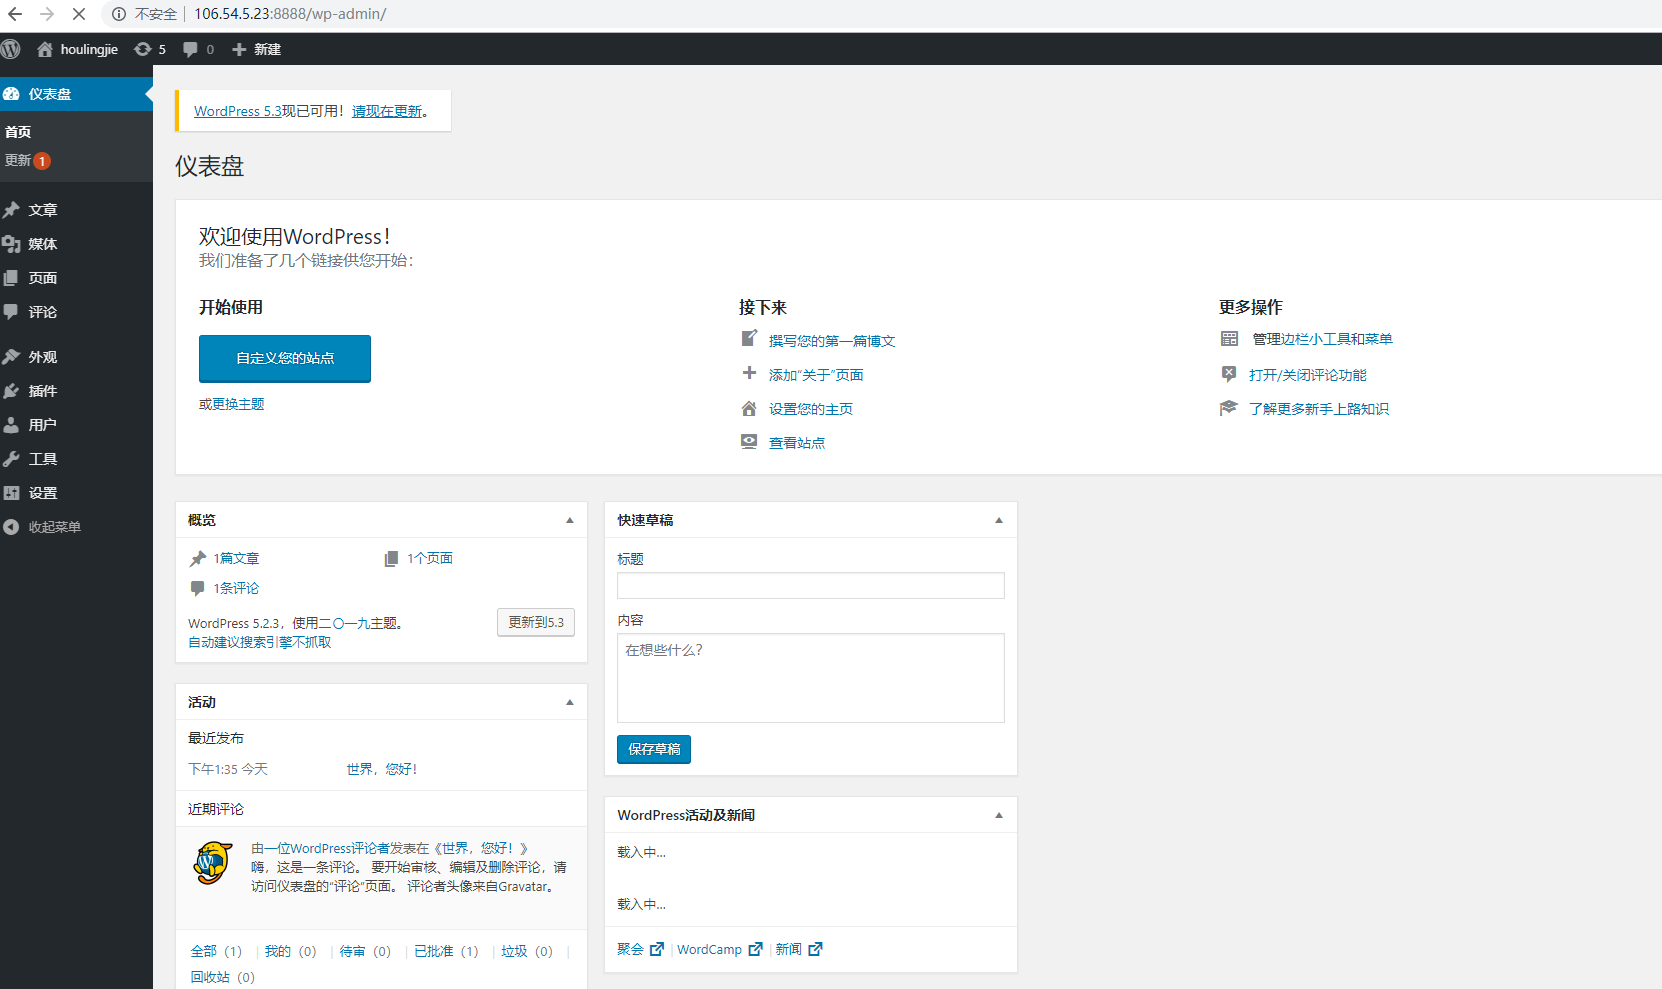 不安全 106.54.5.23:8888/wp-admin/
houlingjie 5 0 新建
仪表盘
首页
更新 1
文章
媒体
页面
评论
外观
插件
用户
工具
设置
收起菜单
WordPress 5.3现已可用！请现在更新。
仪表盘
欢迎使用WordPress！
我们准备了几个链接供您开始：
开始使用
自定义您的站点
或更换主题
接下来
撰写您的第一篇博文
添加“关于”页面
设置您的主页
查看站点
更多操作
管理边栏小工具和菜单
打开/关闭评论功能
了解更多新手上路知识
概览
1篇文章 1个页面
1条评论
WordPress 5.2.3，使用二〇一九主题。 更新到5.3
自动建议搜索引擎不抓取
活动
最近发布
下午1:35 今天 世界，您好！
近期评论
由一位WordPress评论者发表在《世界，您好！》
嗨，这是一条评论。 要开始审核、编辑及删除评论，请
访问仪表盘的“评论”页面。 评论者头像来自Gravatar。
全部（1） | 我的（0） | 待审（0） | 已批准（1） | 垃圾（0） |
回收站（0）
快速草稿
标题
内容
在想些什么？
保存草稿
WordPress活动及新闻
载入中…
载入中…
聚会 | WordCamp | 新闻